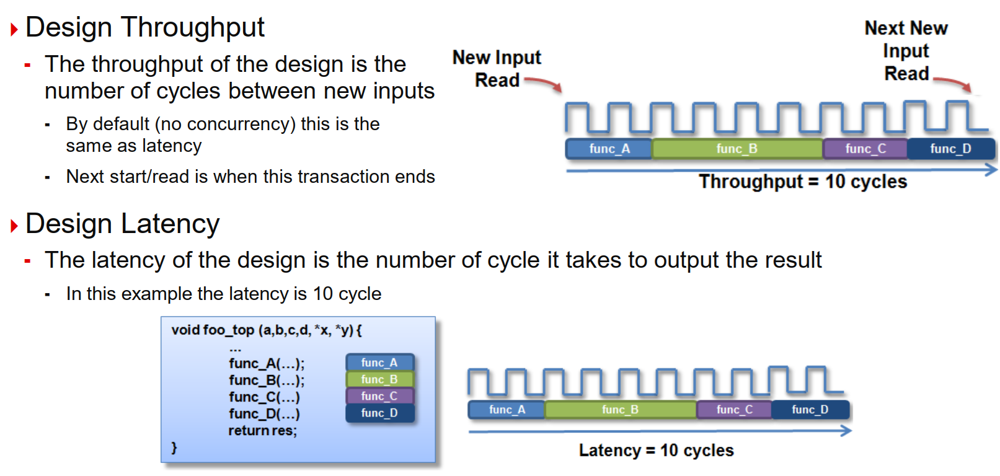 Design Throughput
- The throughput of the design is the
number of cycles between new inputs
- By default (no concurrency) this is the
same as latency
- Next start/read is when this transaction ends
New Input
Read
Next New
Input
Read
func_A
func_B
func_C
func_D
Throughput = 10 cycles
Design Latency
- The latency of the design is the number of cycle it takes to output the result
- In this example the latency is 10 cycle
void foo_top (a,b,c,d, *x, *y) {
...
func_A(...);
func_B(...);
func_C(...)
func_D(...)
return res;
}
func_A
func_B
func_C
func_D
func_A
func_B
func_C
func_D
Latency = 10 cycles